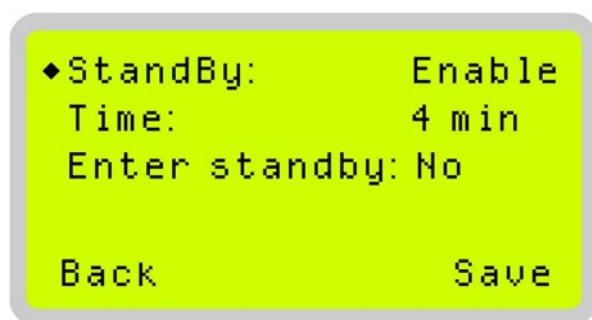 ◆StandBy: Enable
Time: 4 min
Enter standby: No
Back Save